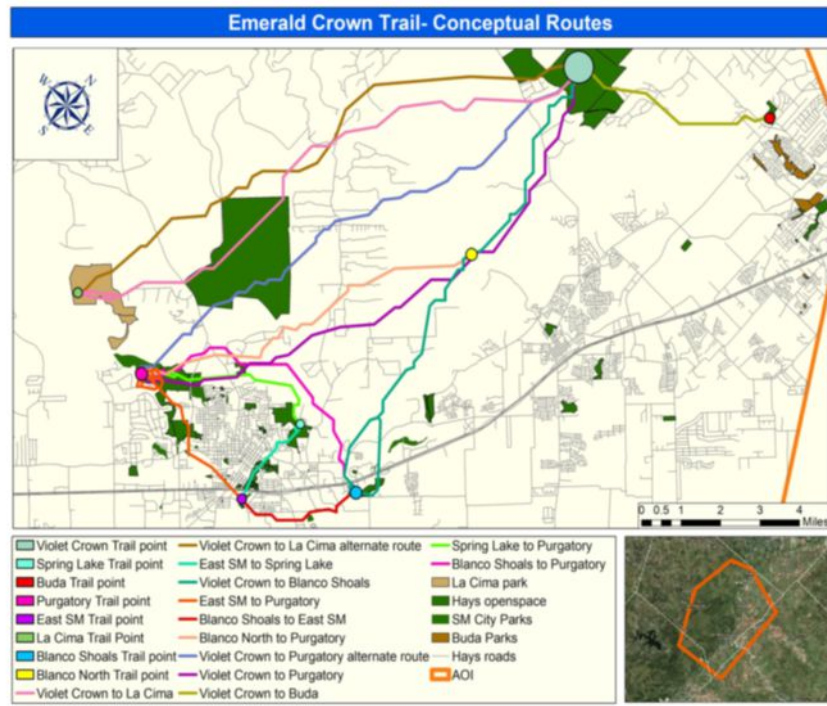 Emerald Crown Trail- Conceptual Routes
W N
S E
0 0.5 1 2 3 4
Miles
Violet Crown Trail point
Spring Lake Trail point
Buda Trail point
Purgatory Trail point
East SM Trail point
La Cima Trail Point
Blanco Shoals Trail point
Blanco North Trail point
Violet Crown to La Cima
Violet Crown to La Cima alternate route
East SM to Spring Lake
Violet Crown to Blanco Shoals
East SM to Purgatory
Blanco Shoals to East SM
Blanco North to Purgatory
Violet Crown to Purgatory alternate route
Violet Crown to Purgatory
Violet Crown to Buda
Spring Lake to Purgatory
Blanco Shoals to Purgatory
La Cima park
Hays openspace
SM City Parks
Buda Parks
Hays roads
AOI